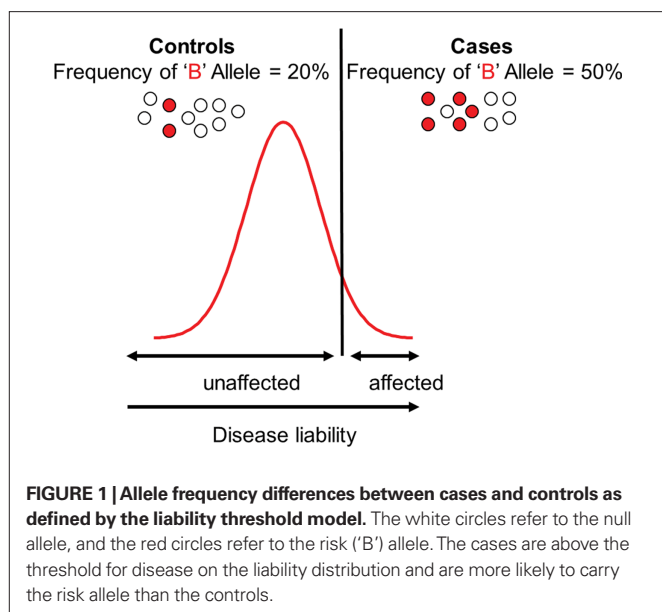 Controls
Frequency of 'B' Allele = 20%
Cases
Frequency of 'B' Allele = 50%
unaffected
affected
Disease liability
FIGURE 1 | Allele frequency differences between cases and controls as
defined by the liability threshold model. The white circles refer to the null
allele, and the red circles refer to the risk ('B') allele. The cases are above the
threshold for disease on the liability distribution and are more likely to carry
the risk allele than the controls.